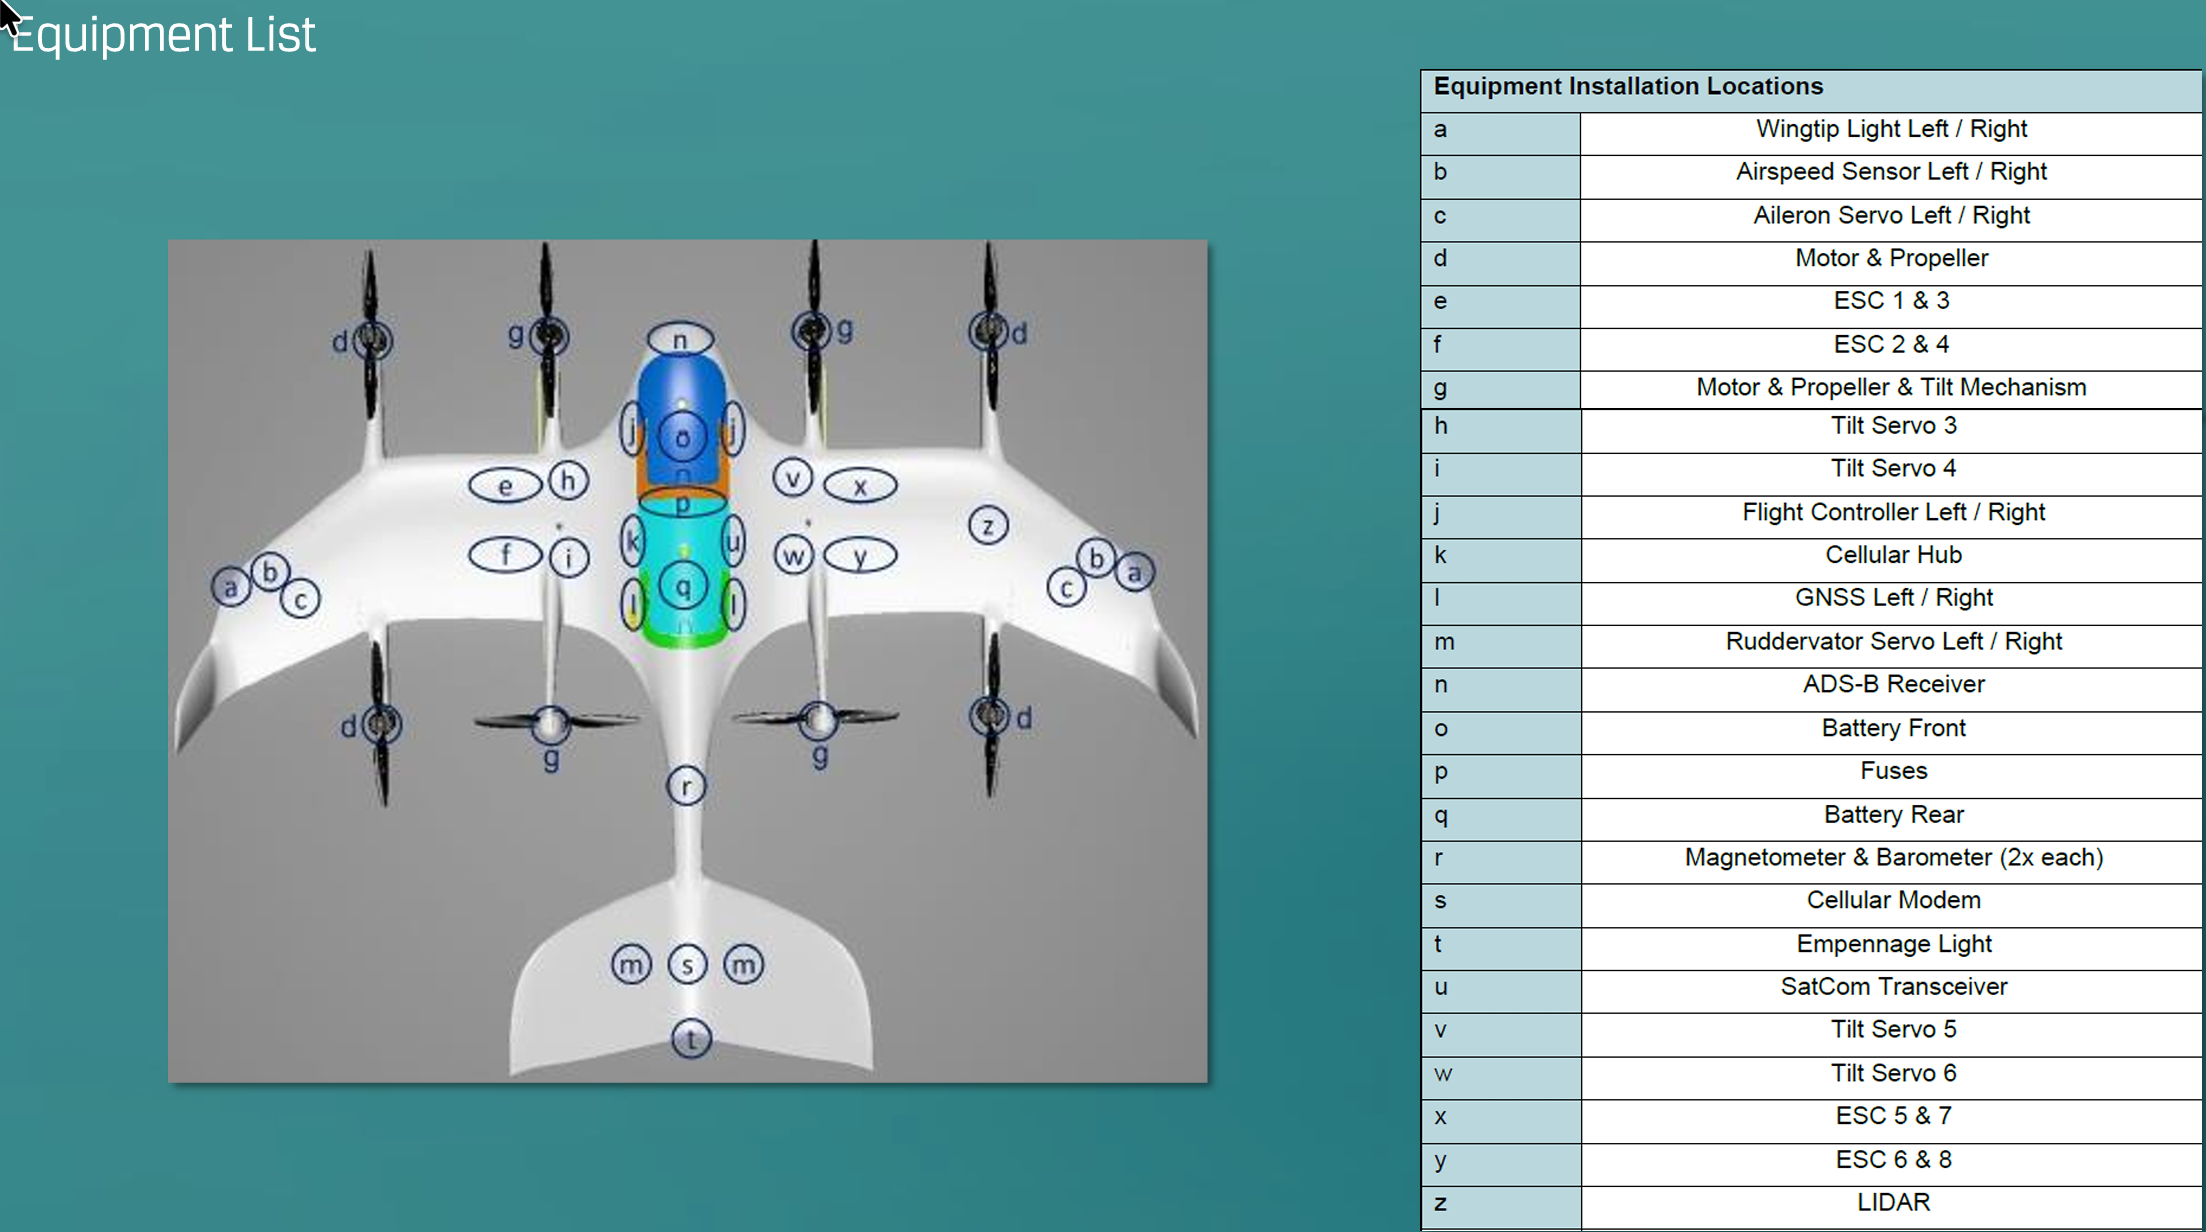 Equipment List
Equipment Installation Locations
a Wingtip Light Left / Right
b Airspeed Sensor Left / Right
c Aileron Servo Left / Right
d Motor & Propeller
e ESC 1 & 3
f ESC 2 & 4
g Motor & Propeller & Tilt Mechanism
h Tilt Servo 3
i Tilt Servo 4
j Flight Controller Left / Right
k Cellular Hub
l GNSS Left / Right
m Ruddervator Servo Left / Right
n ADS-B Receiver
o Battery Front
p Fuses
q Battery Rear
r Magnetometer & Barometer (2x each)
s Cellular Modem
t Empennage Light
u SatCom Transceiver
v Tilt Servo 5
w Tilt Servo 6
x ESC 5 & 7
y ESC 6 & 8
z LIDAR
d g n g d
j o j
e h v x
p
z
k u
f i w y
a b c q c b a
l l
d g g d
r
m s m
t